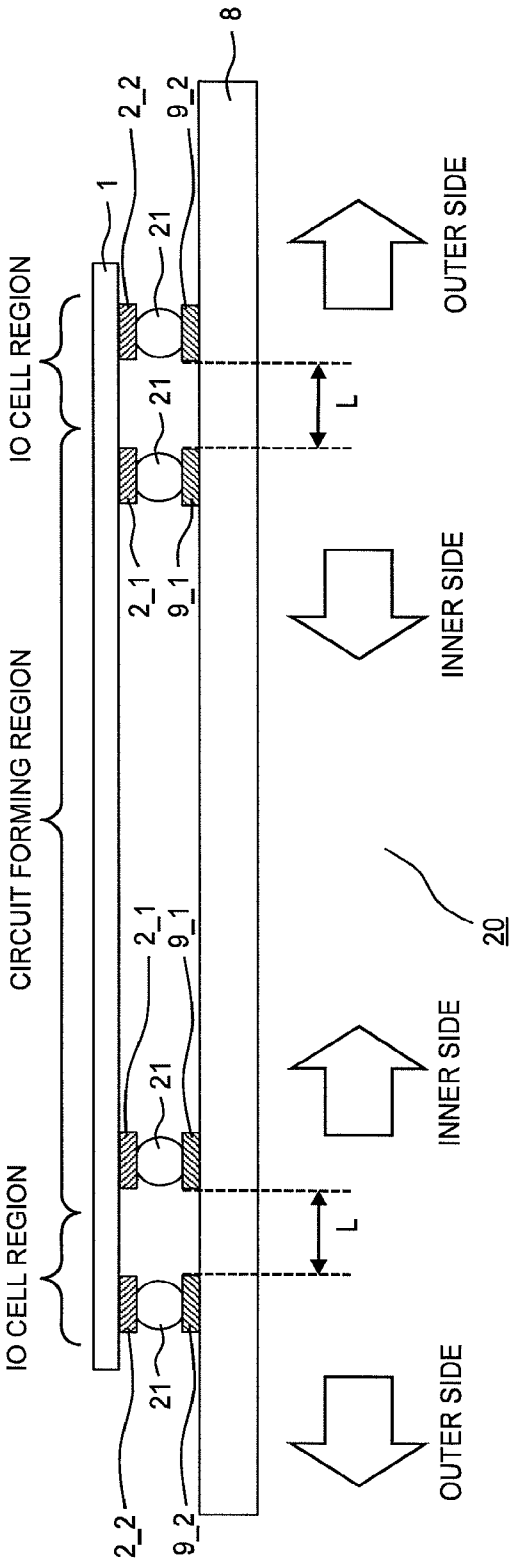 IO CELL REGION
CIRCUIT FORMING REGION
IO CELL REGION
2_2
21
21
2_1
2_1
21
21
2_2
1
9_2
9_1
9_1
9_2
8
L
L
OUTER SIDE
INNER SIDE
INNER SIDE
OUTER SIDE
20